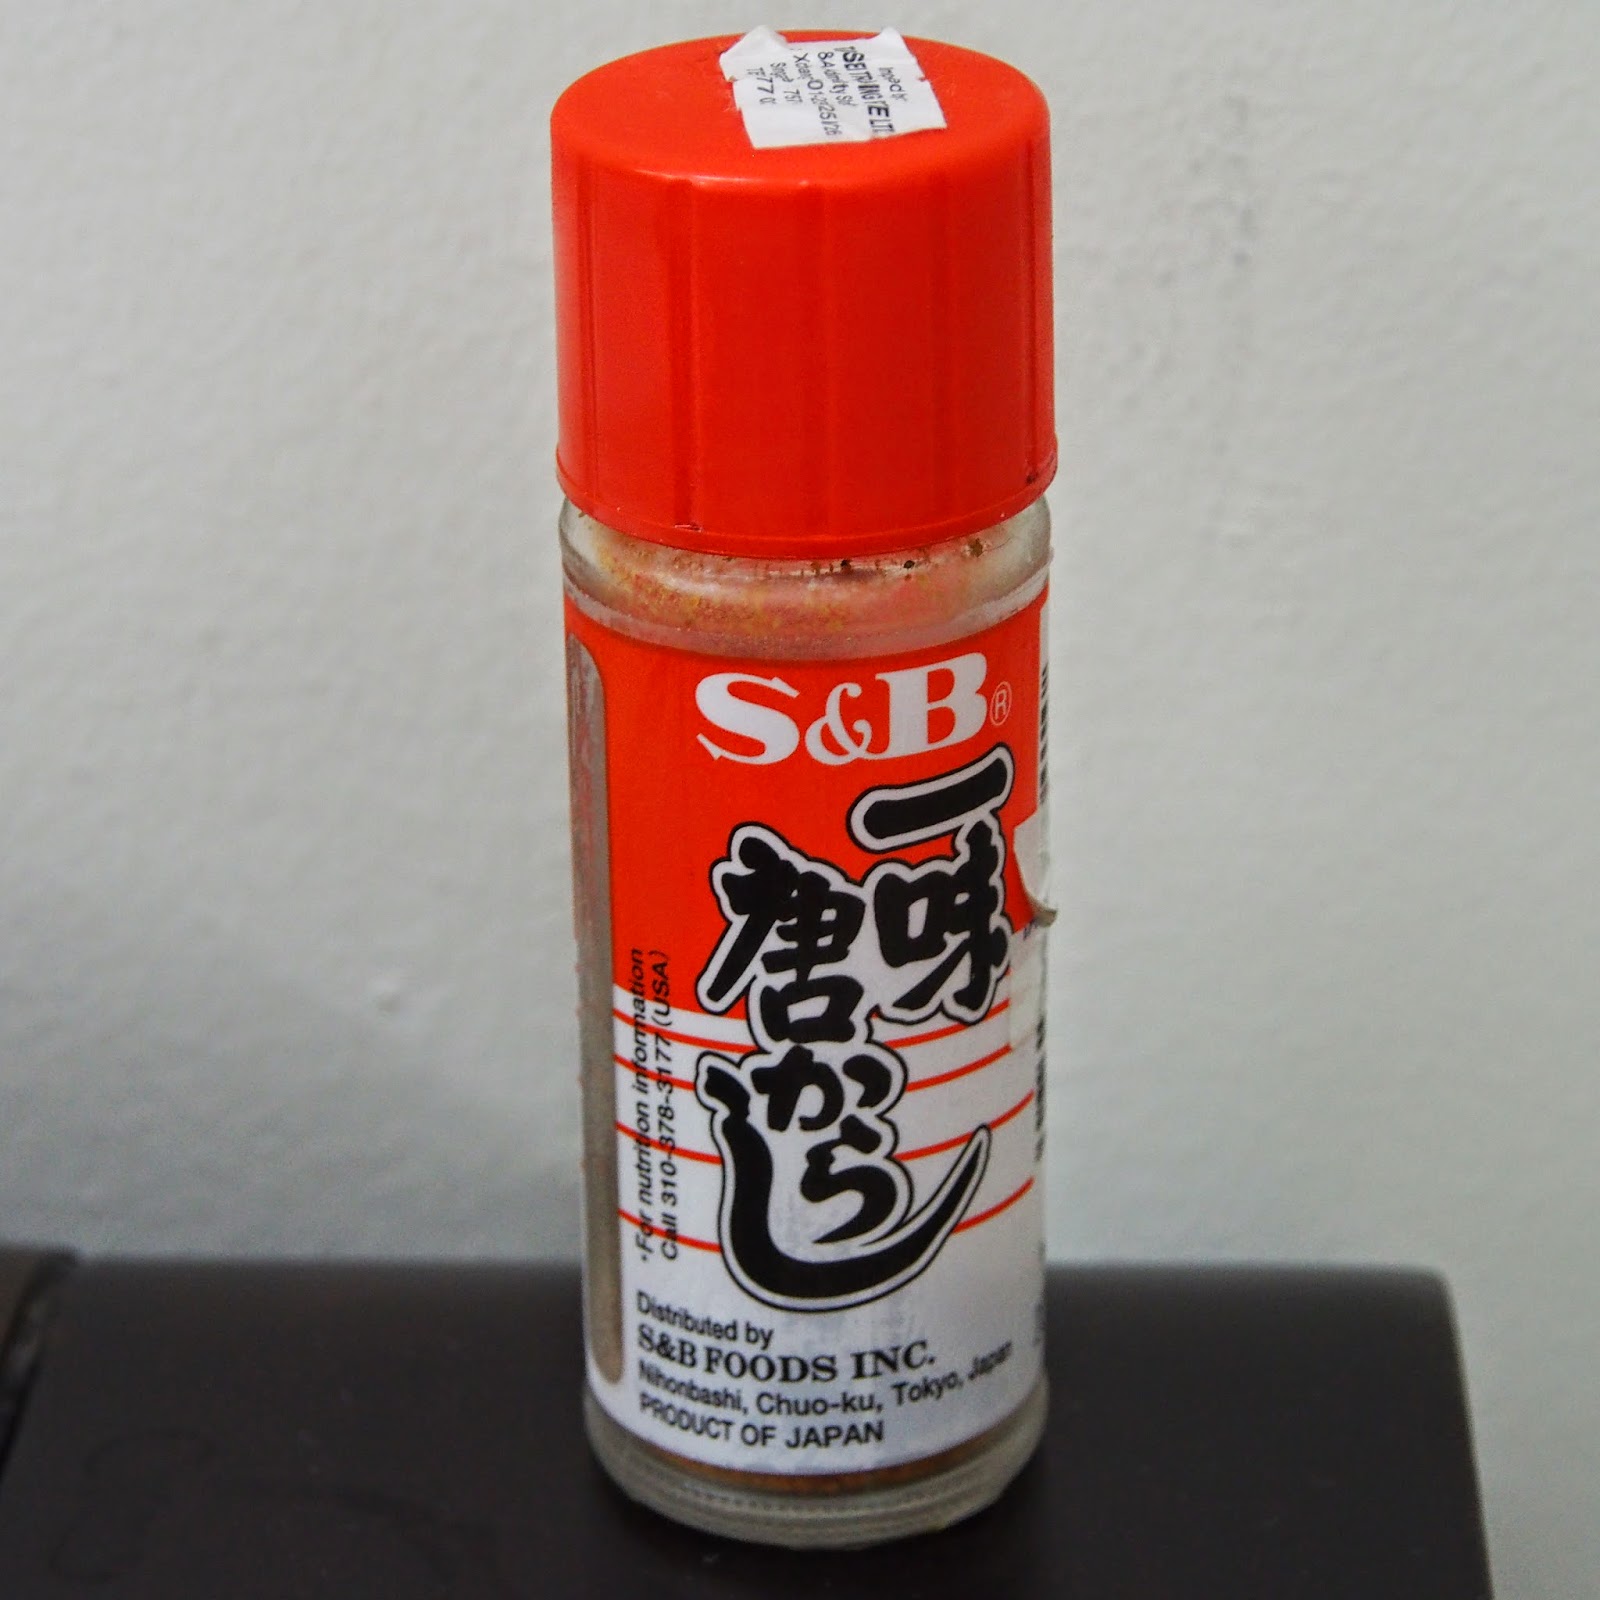 S&B®
一味
唐からし
*For nutrition information
Call 310-378-3177 (USA)
Distributed by
S&B FOODS INC.
Nihonbashi, Chuo-ku, Tokyo, Japan
PRODUCT OF JAPAN